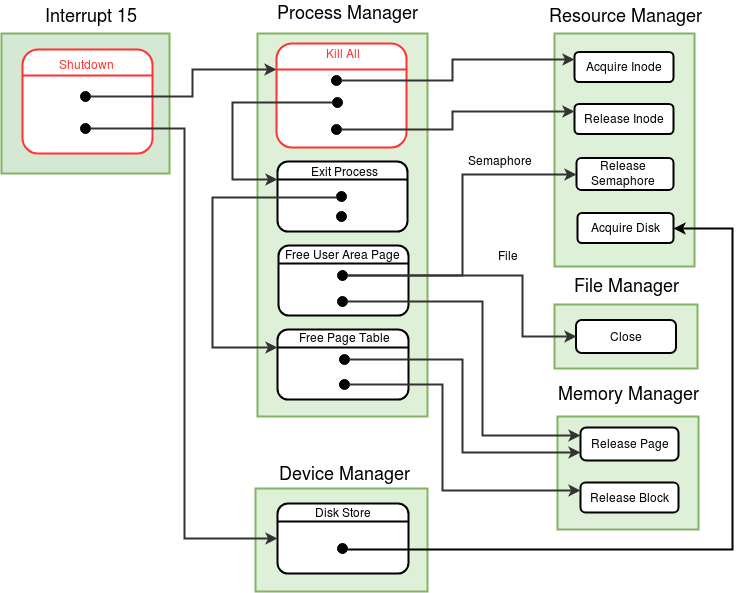 Interrupt 15
Shutdown
Process Manager
Kill All
Exit Process
Free User Area Page
Free Page Table
Device Manager
Disk Store
Resource Manager
Acquire Inode
Release Inode
Semaphore
Release
Semaphore
Acquire Disk
File
File Manager
Close
Memory Manager
Release Page
Release Block